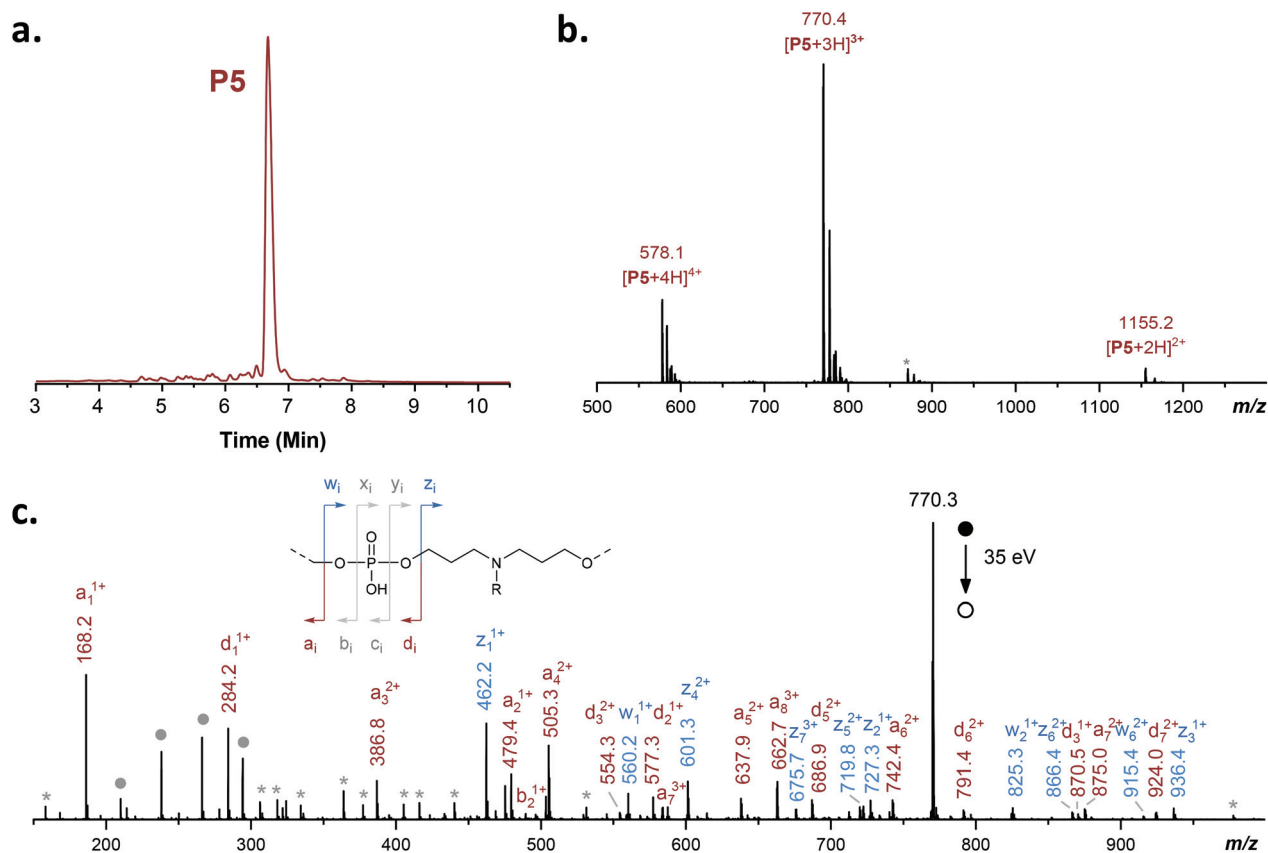 a.
P5
3 4 5 6 7 8 9 10
Time (Min)
b.
770.4
[P5+3H]³⁺
578.1
[P5+4H]⁴⁺
1155.2
[P5+2H]²⁺
*
500 600 700 800 900 1000 1100 1200 m/z
c.
wᵢ xᵢ yᵢ zᵢ
O
O P O N O
OH R
aᵢ bᵢ cᵢ dᵢ
770.3
35 eV
a₁¹⁺ 168.2
d₁¹⁺ 284.2
a₃²⁺ 386.8
z₁¹⁺ 462.2
a₂¹⁺ 479.4
b₂¹⁺
a₄²⁺ 505.3
d₃²⁺ 554.3
w₁¹⁺ 560.2
d₂¹⁺ 577.3
a₇³⁺
z₄²⁺ 601.3
a₅²⁺ 637.9
a₈³⁺ 662.7
z₇³⁺ 675.7
d₅²⁺ 686.9
z₅²⁺ 719.8
z₂¹⁺ 727.3
a₆²⁺ 742.4
d₆²⁺ 791.4
w₂¹⁺ 825.3
z₆²⁺ 866.4
d₃¹⁺ 870.5
a₇²⁺ 875.0
w₆²⁺ 915.4
d₇²⁺ 924.0
z₃¹⁺ 936.4
* * * * * * * * * *
200 300 400 500 600 700 800 900 m/z